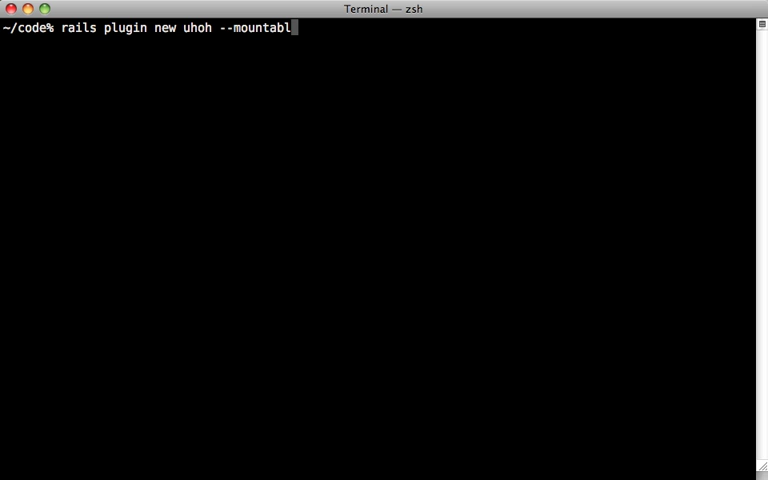 Terminal — zsh
~/code% rails plugin new uhoh --mountabl